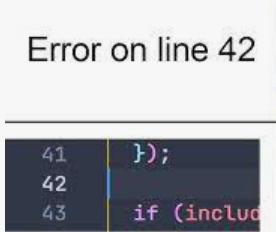 Error on line 42
41 });
42
43 if (includ